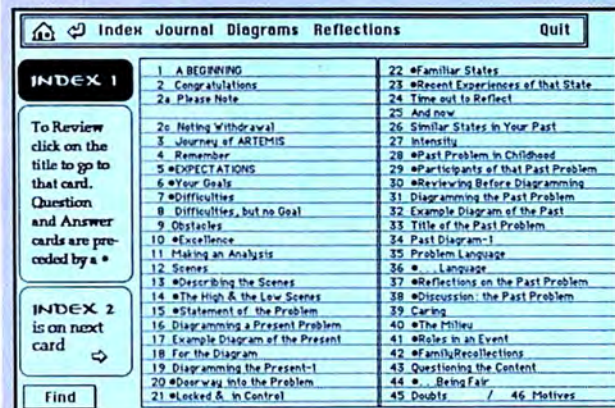 Index Journal Diagrams Reflections Quit
INDEX 1
To Review
click on the
title to go to
that card.
Question
and Answer
cards are pre-
ceded by a •
INDEX 2
is on next
card
Find
1 A BEGINNING
2 Congratulations
2a Please Note
2c Noting Withdrawal
3 Journey of ARTEMIS
4 Remember
5 •EXPECTATIONS
6 •Your Goals
7 •Difficulties
8 Difficulties, but no Goal
9 Obstacles
10 •Excellence
11 Making an Analysis
12 Scenes
13 •Describing the Scenes
14 •The High & the Low Scenes
15 •Statement of the Problem
16 Diagramming a Present Problem
17 Example Diagram of the Present
18 For the Diagram
19 Diagramming the Present-1
20 •Doorway into the Problem
21 •Locked & in Control
22 •Familiar States
23 •Recent Experiences of that State
24 Time out to Reflect
25 And now
26 Similar States in Your Past
27 Intensity
28 •Past Problem in Childhood
29 •Participants of that Past Problem
30 •Reviewing Before Diagramming
31 Diagramming the Past Problem
32 Example Diagram of the Past
33 Title of the Past Problem
34 Past Diagram-1
35 Problem Language
36 •. . . Language
37 •Reflections on the Past Problem
38 •Discussion: the Past Problem
39 Caring
40 •The Milieu
41 •Roles in an Event
42 •FamilyRecollections
43 Questioning the Content
44 •. . .Being Fair
45 Doubts / 46 Motives